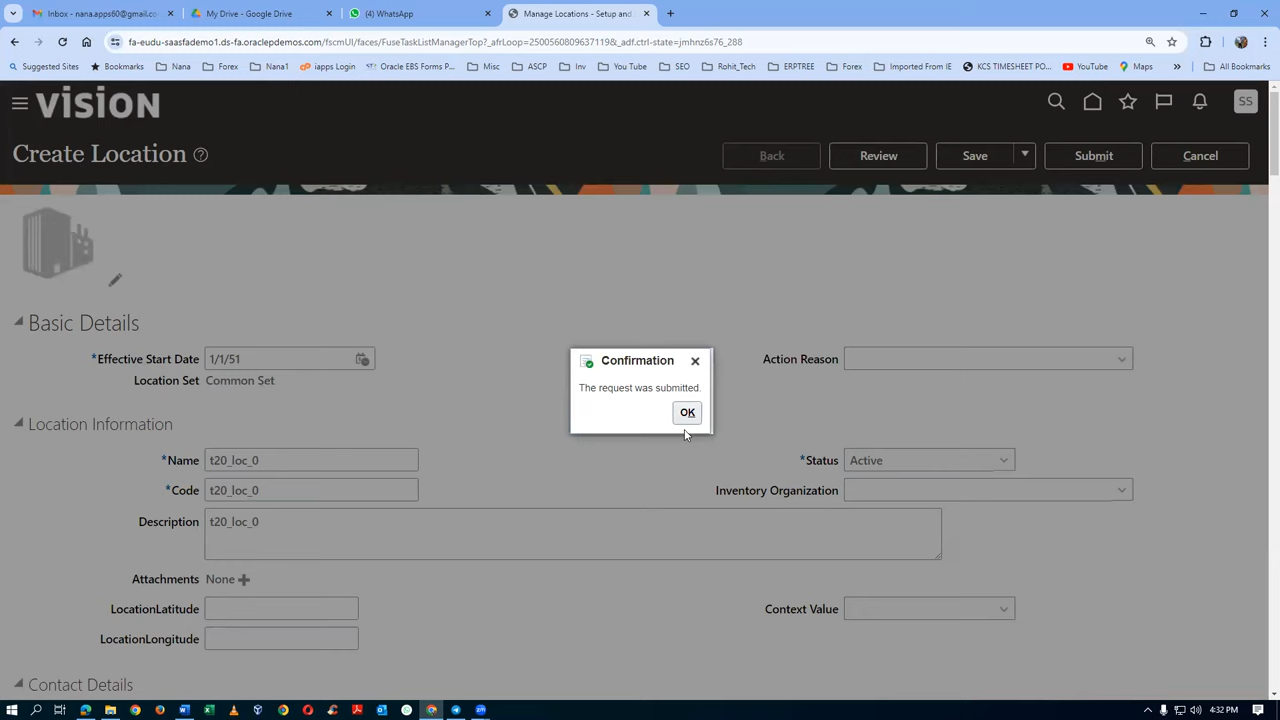 Inbox - nana.apps60@gmail.co
My Drive - Google Drive
(4) WhatsApp
Manage Locations - Setup and
fa-eudu-saasfademo1.ds-fa.oraclepdemos.com/fscmUI/faces/FuseTaskListManagerTop?_afrLoop=2500560809637119&_adf.ctrl-state=jmhnz6s76_288
Suggested Sites
Bookmarks
Nana
Forex
Nana1
iapps Login
Oracle EBS Forms P...
Misc
ASCP
Inv
You Tube
SEO
Rohit_Tech
ERPTREE
Forex
Imported From IE
KCS TIMESHEET PO...
YouTube
Maps
»
All Bookmarks
VISION
SS
Create Location
Back
Review
Save
Submit
Cancel
Basic Details
*Effective Start Date 1/1/51
Action Reason
Location Set Common Set
Confirmation
The request was submitted.
OK
Location Information
*Name t20_loc_0
*Status Active
*Code t20_loc_0
Inventory Organization
Description t20_loc_0
Attachments None
LocationLatitude
Context Value
LocationLongitude
Contact Details
4:32 PM